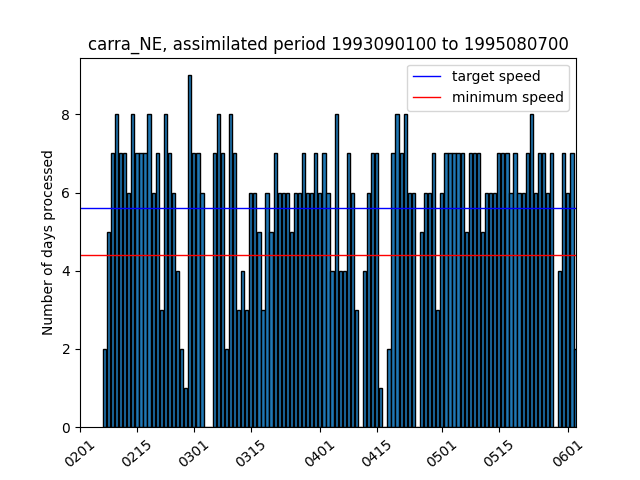 carra_NE, assimilated period 1993090100 to 1995080700
target speed
minimum speed
Number of days processed
8
6
4
2
0
0201 0215 0301 0315 0401 0415 0501 0515 0601